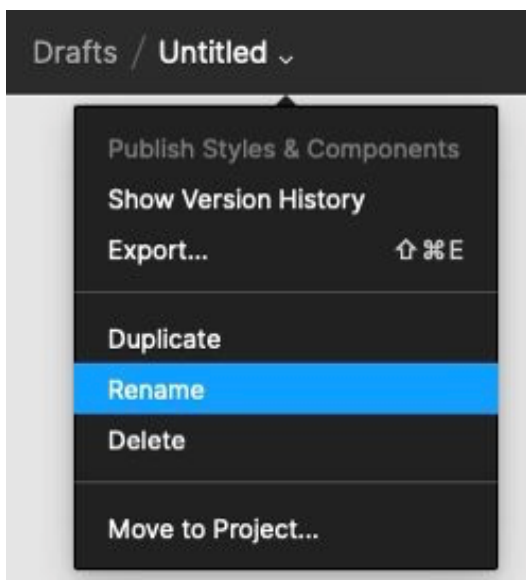 Drafts / Untitled
Publish Styles & Components
Show Version History
Export... ⇧⌘E
Duplicate
Rename
Delete
Move to Project...